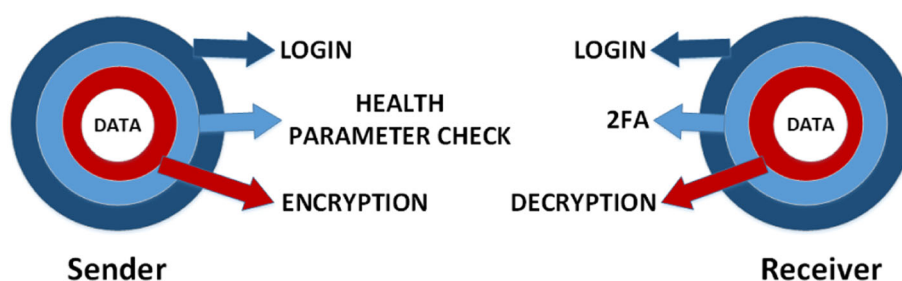 LOGIN
HEALTH
PARAMETER CHECK
DATA
ENCRYPTION
Sender
LOGIN
2FA
DATA
DECRYPTION
Receiver